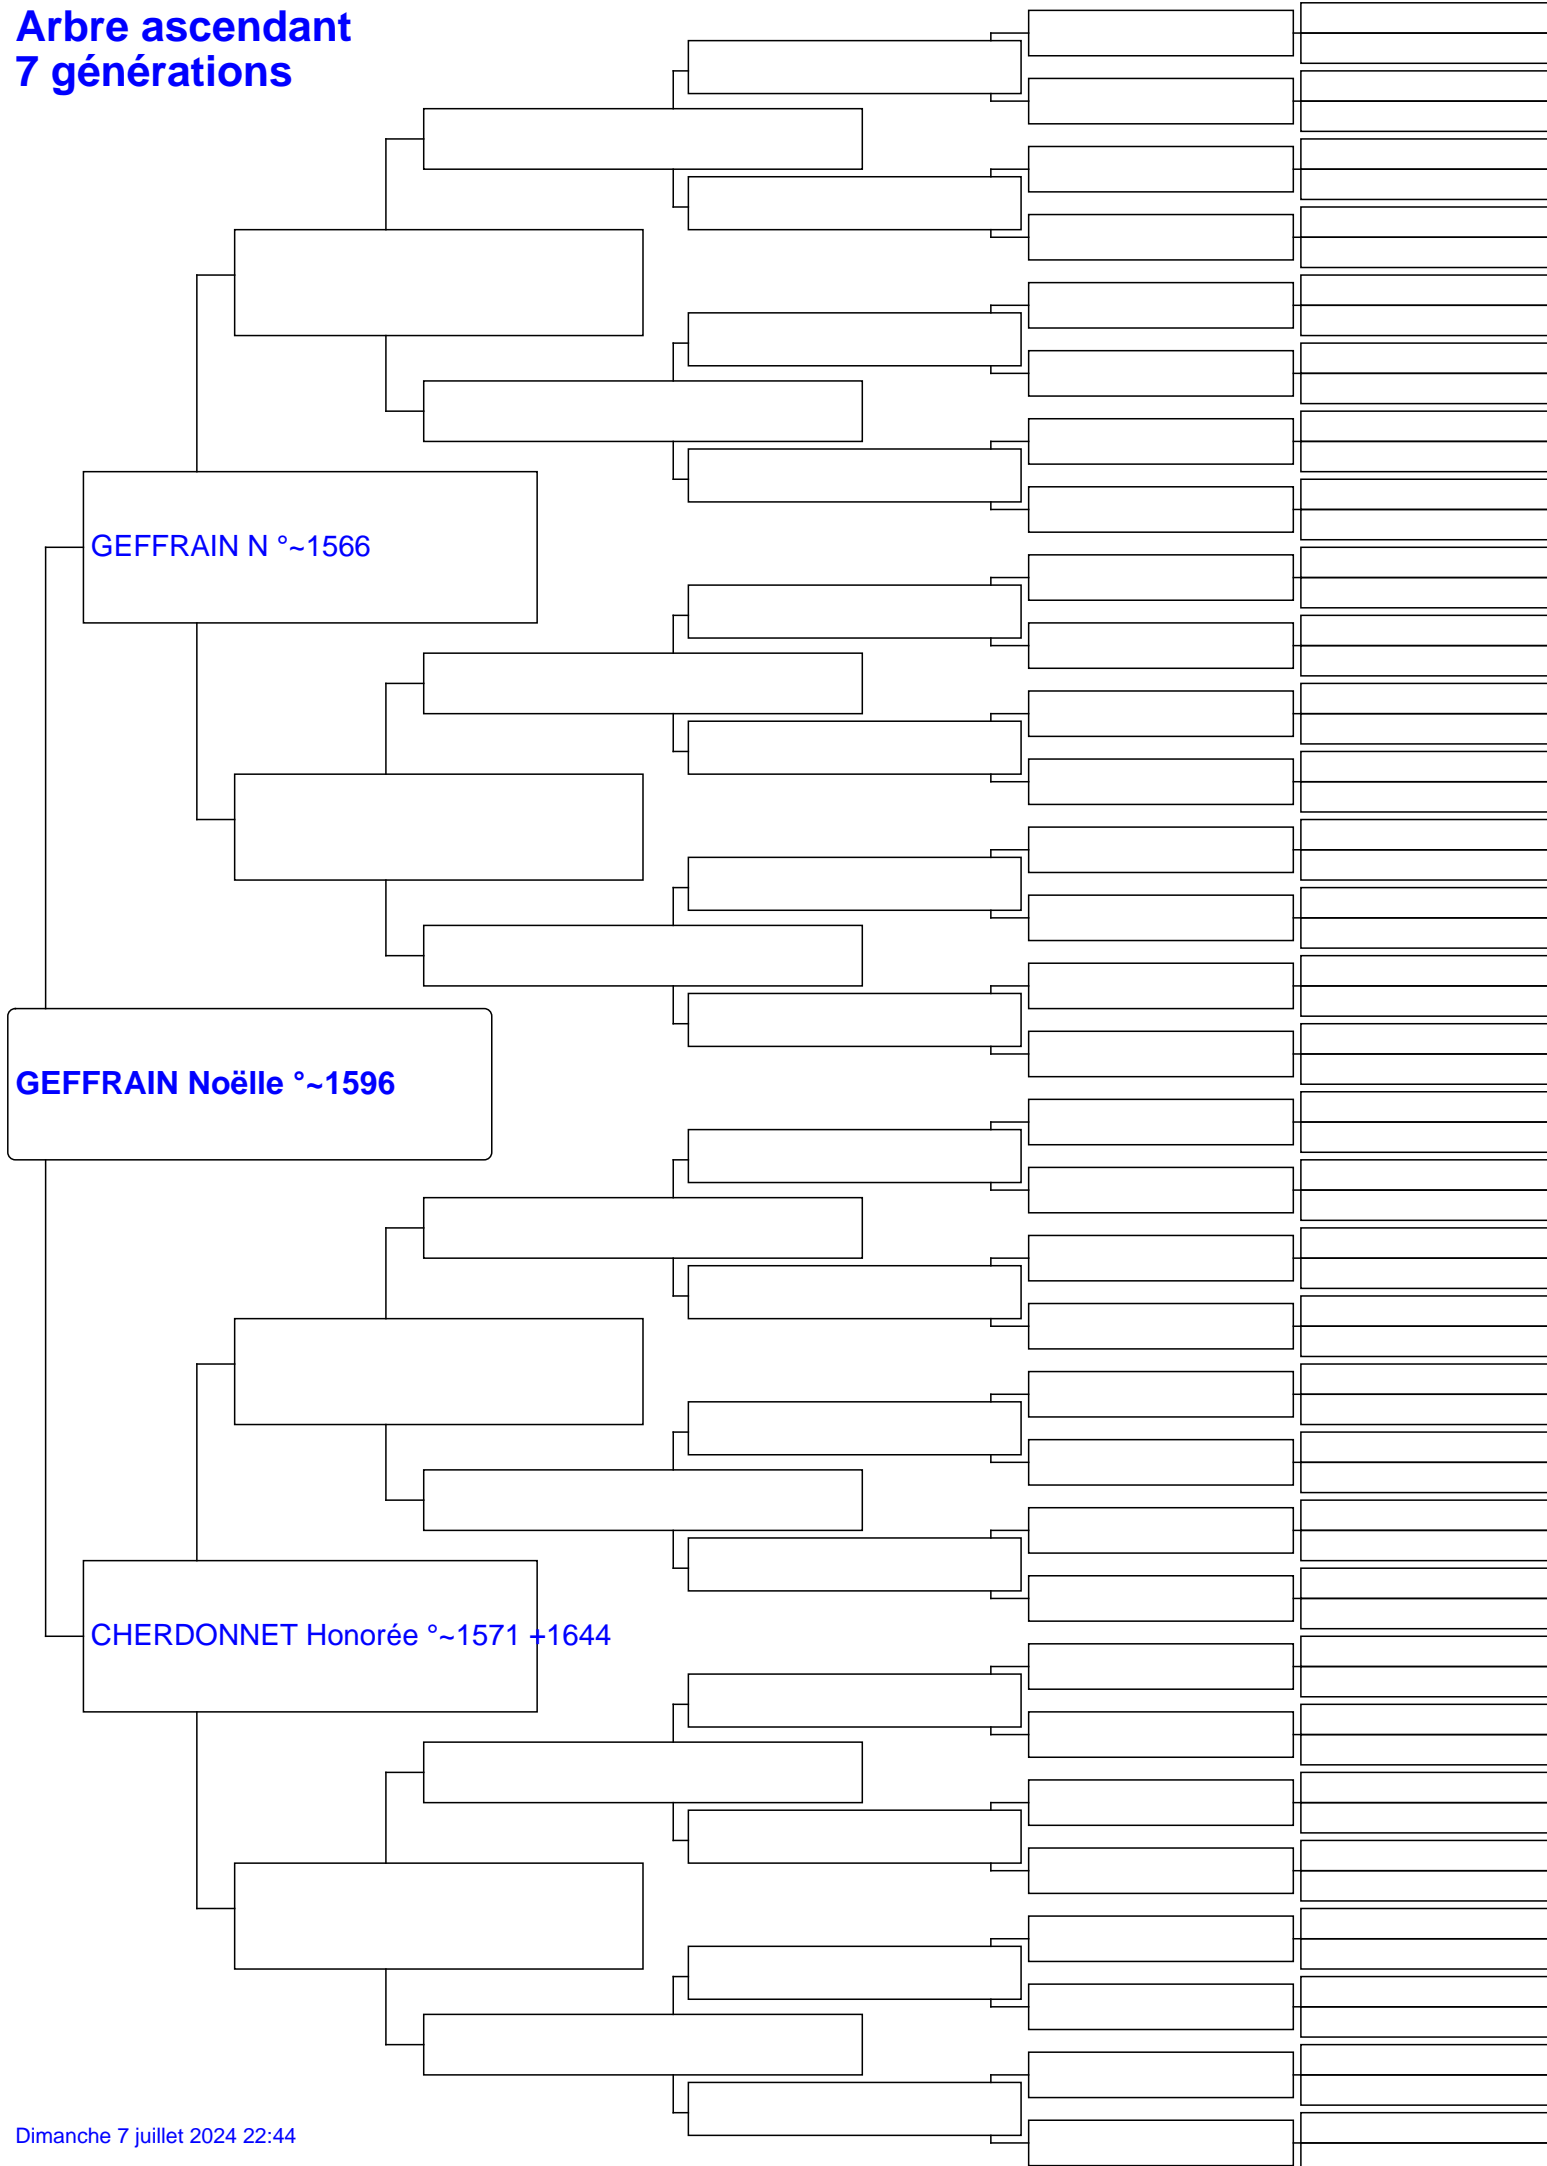 Arbre ascendant
7 générations
GEFFRAIN N °~1566
GEFFRAIN Noëlle °~1596
CHERDONNET Honorée °~1571 +1644
Dimanche 7 juillet 2024 22:44